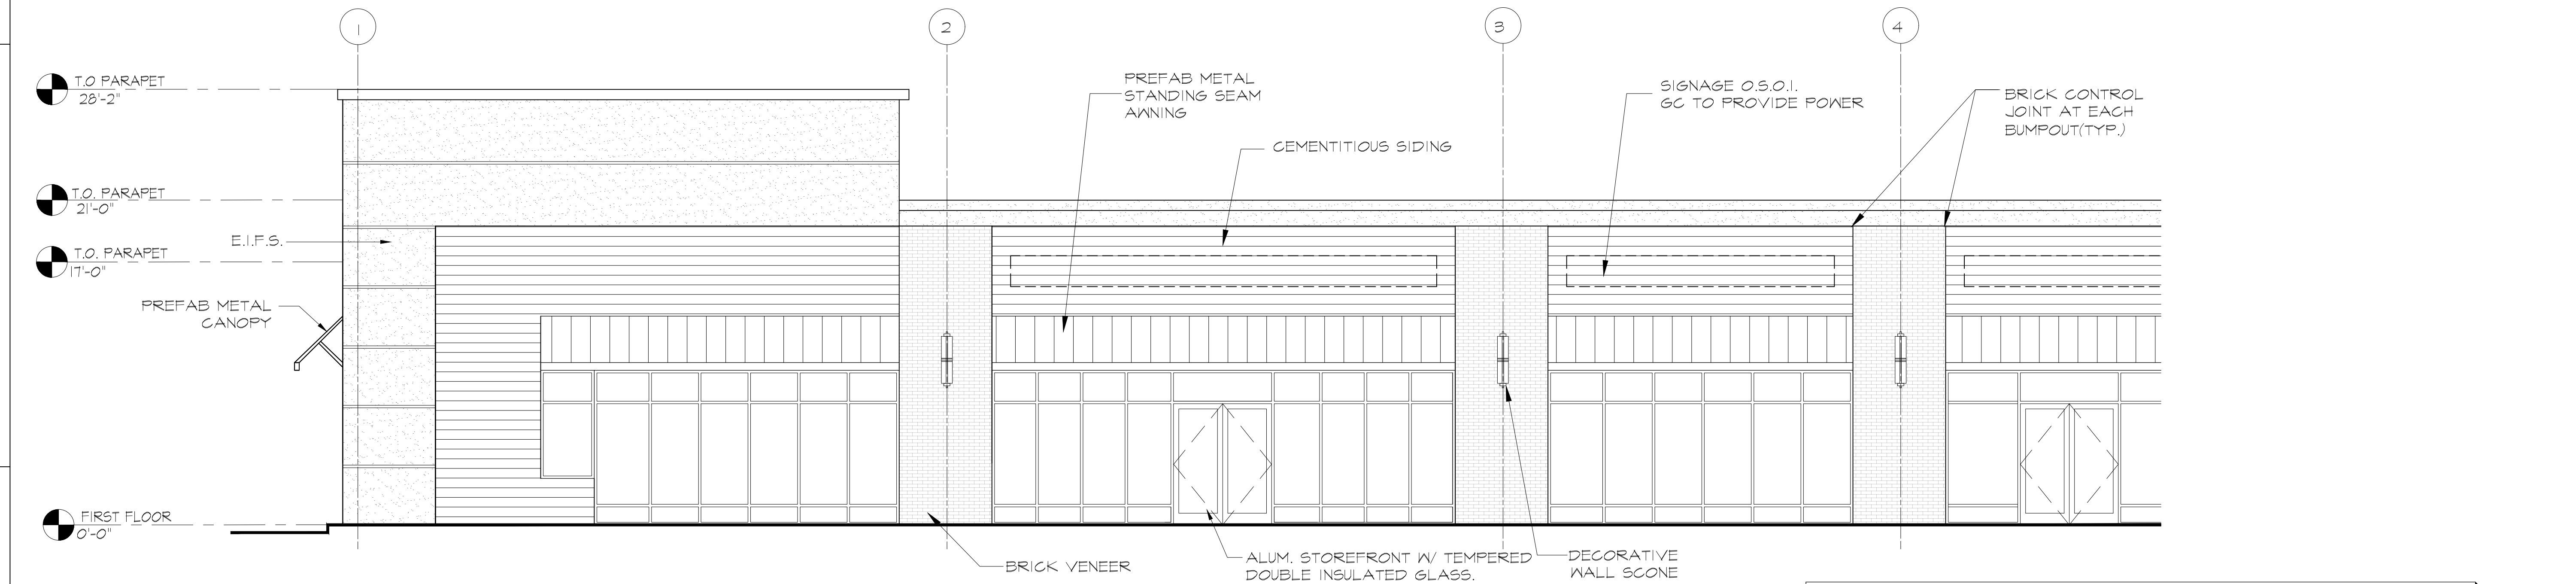 1
2
3
4
T.O PARAPET
28'-2"
T.O. PARAPET
21'-0"
E.I.F.S.
T.O. PARAPET
17'-0"
PREFAB METAL
CANOPY
FIRST FLOOR
0'-0"
PREFAB METAL
STANDING SEAM
AWNING
CEMENTITIOUS SIDING
SIGNAGE O.S.O.I.
GC TO PROVIDE POWER
BRICK CONTROL
JOINT AT EACH
BUMPOUT(TYP.)
BRICK VENEER
ALUM. STOREFRONT W/ TEMPERED
DOUBLE INSULATED GLASS.
DECORATIVE
WALL SCONE